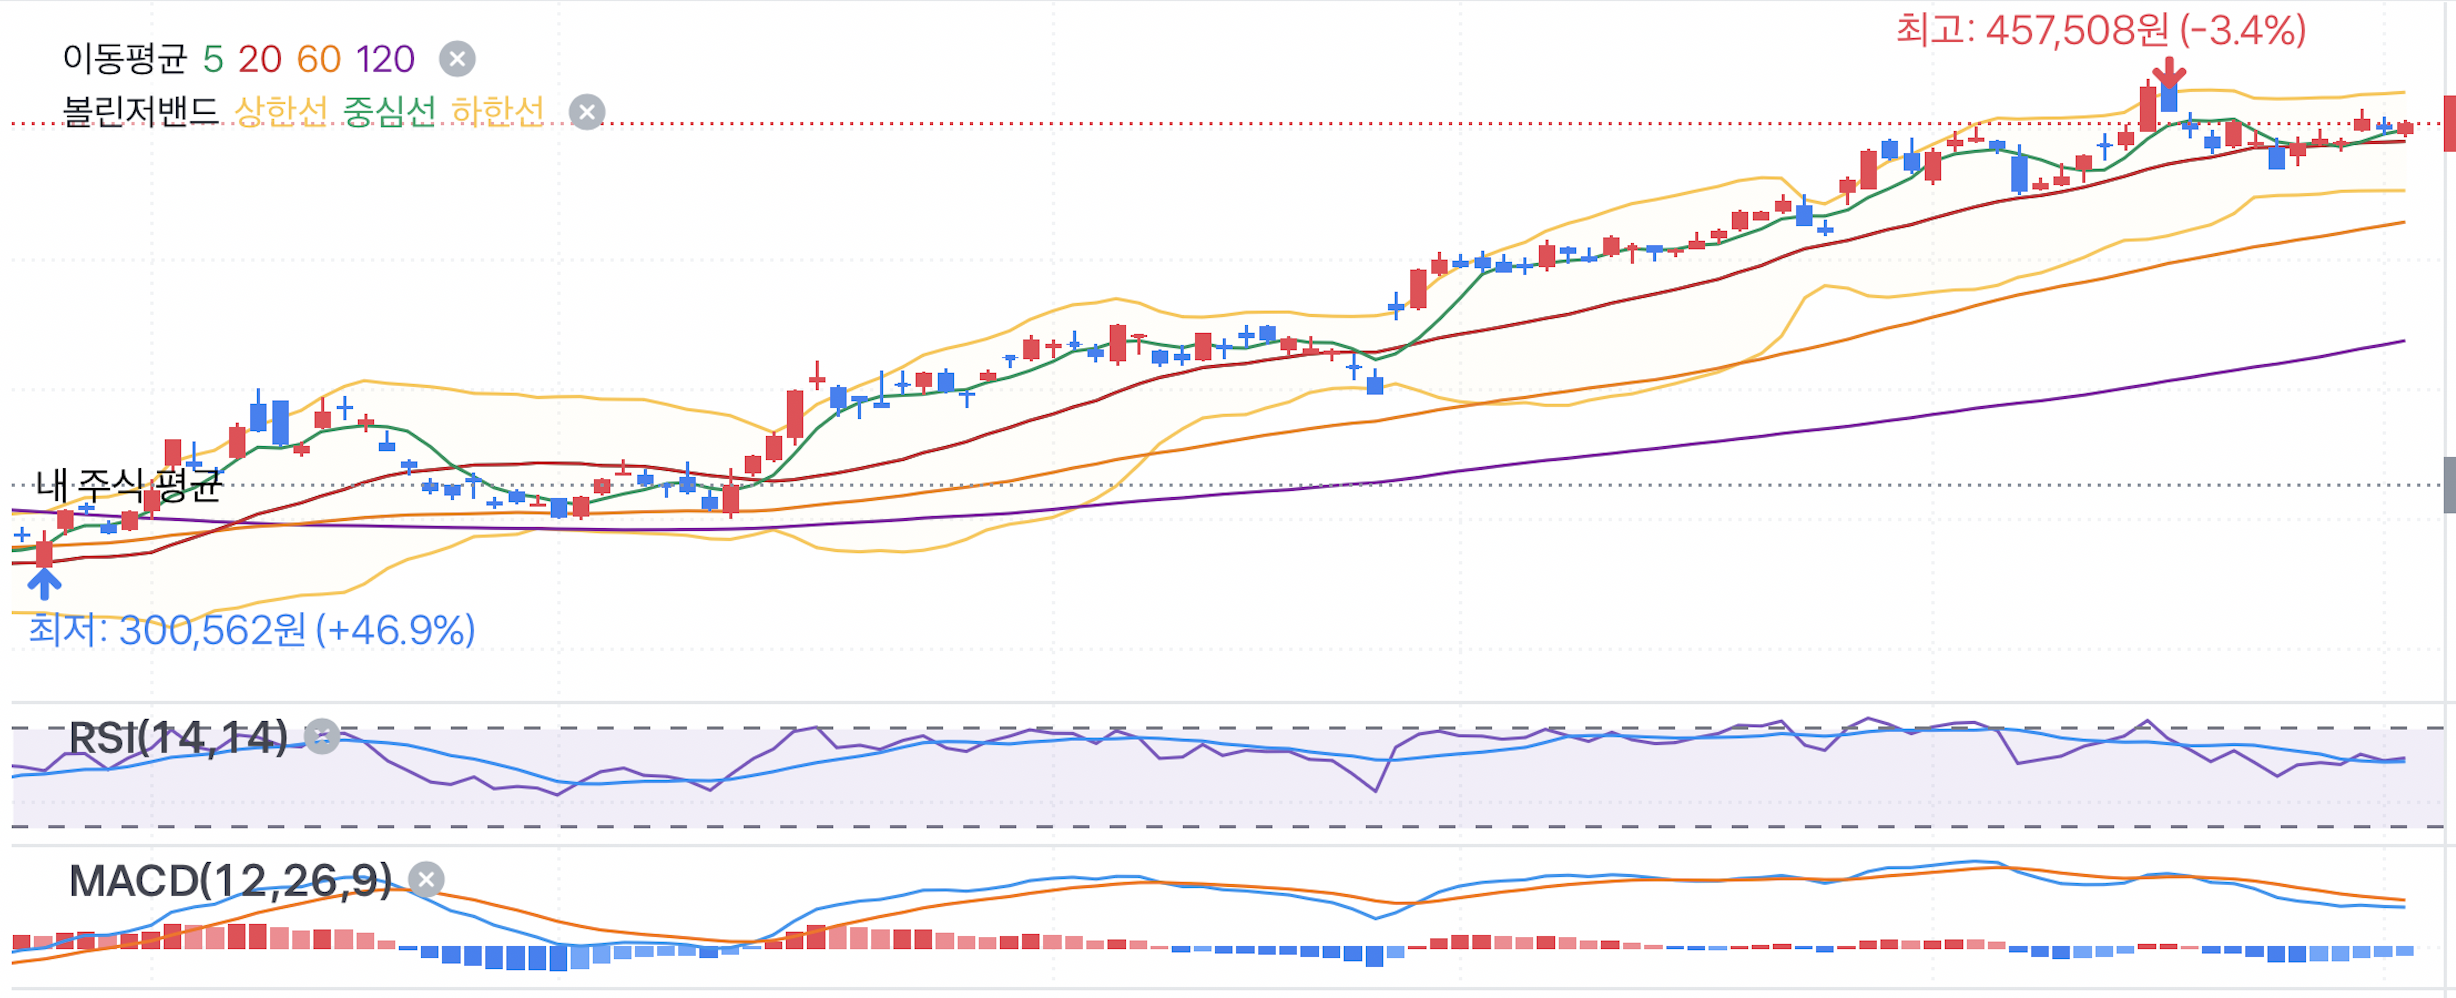 최고: 457,508원 (-3.4%)
이동평균 5 20 60 120
볼린저밴드 상한선 중심선 하한선
내 주식 평균
최저: 300,562원 (+46.9%)
RSI(14,14)
MACD(12,26,9)